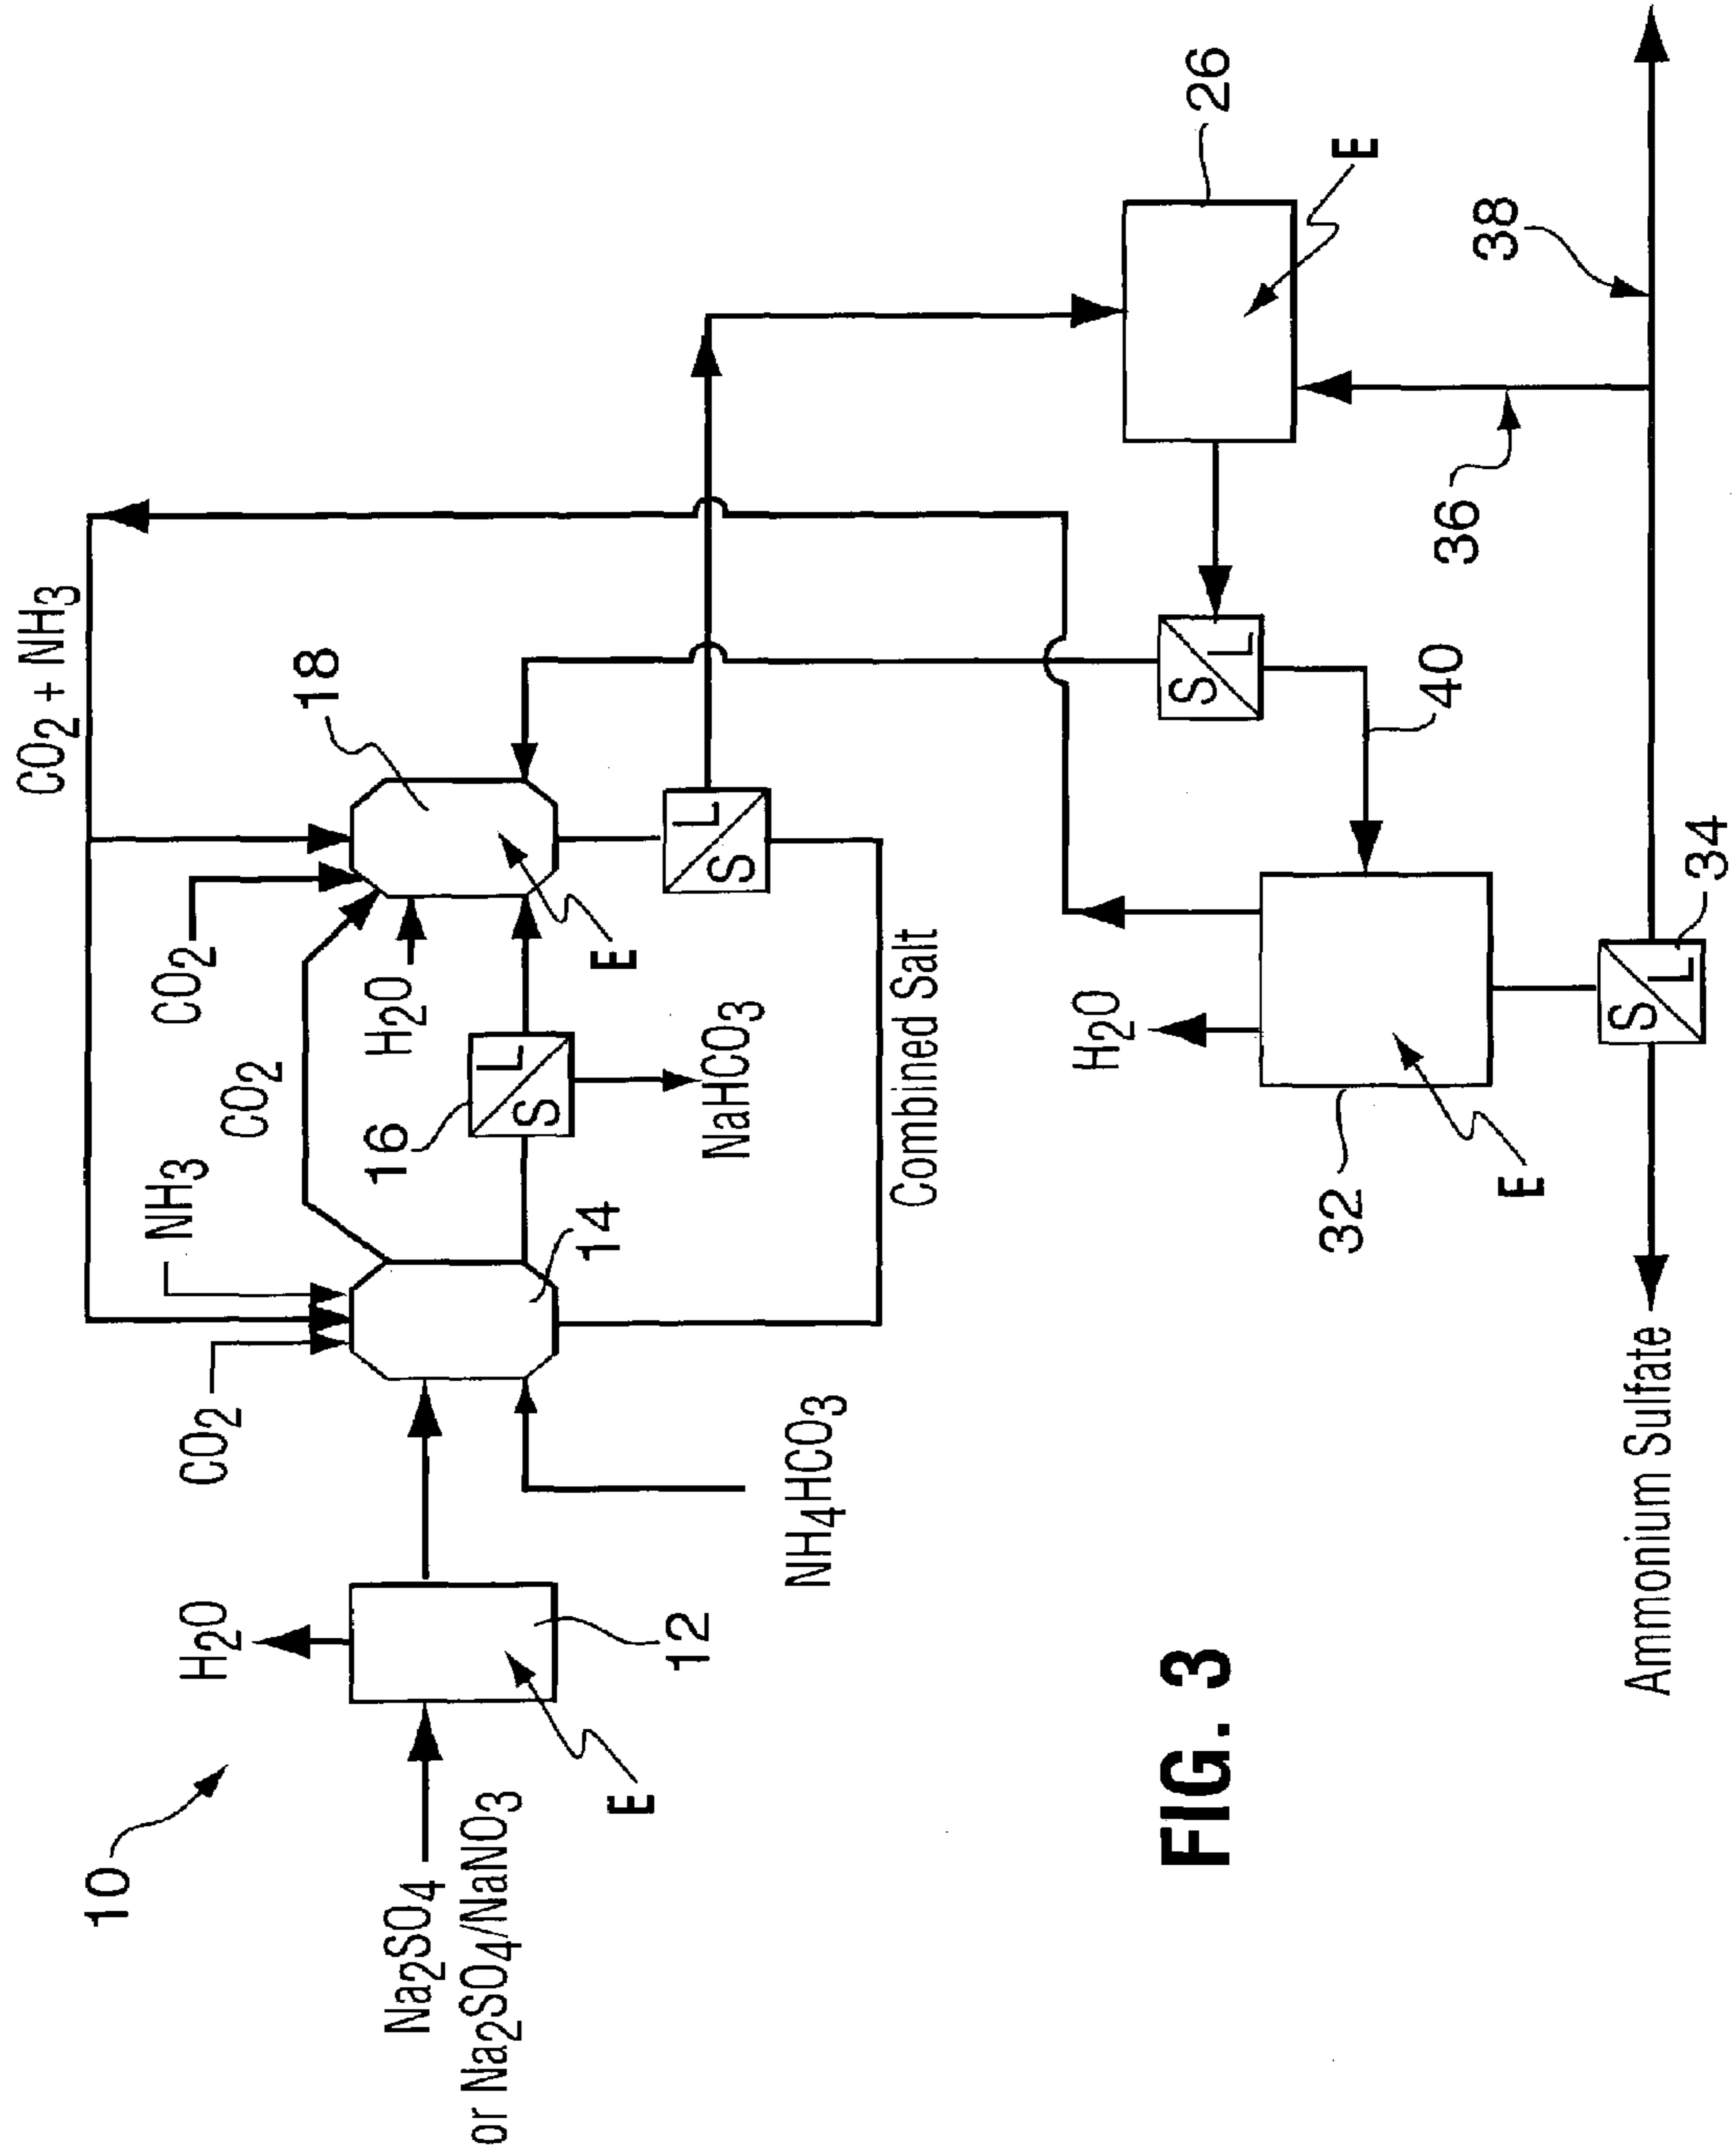 10
Na2SO4
or Na2SO4/NaNO3
H2O
12
E
NH4HCO3
CO2
NH3
14
CO2
16
S L
NaHCO3
CO2
H2O
18
E
CO2 + NH3
S L
Combined Salt
26
E
S L
40
36
38
H2O
32
E
S L
34
Ammonium Sulfate
FIG. 3